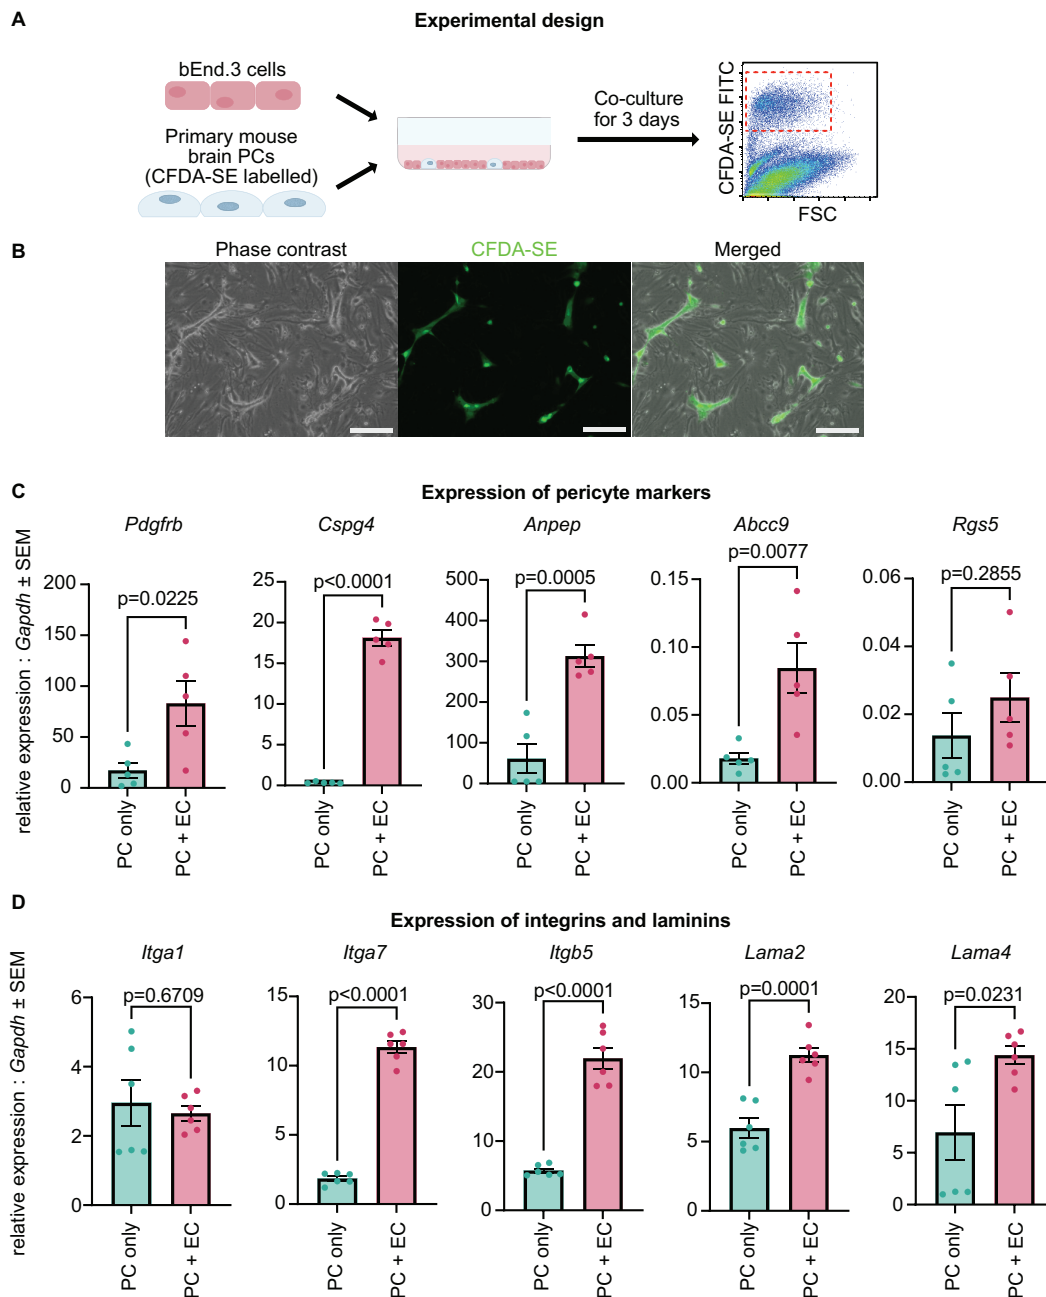 A
Experimental design
bEnd.3 cells
Primary mouse
brain PCs
(CFDA-SE labelled)
Co-culture
for 3 days
CFDA-SE FITC
FSC
B
Phase contrast
CFDA-SE
Merged
C
Expression of pericyte markers
relative expression : Gapdh ± SEM
Pdgfrb
p=0.0225
200
150
100
50
0
PC only
PC + EC
Cspg4
p<0.0001
25
20
15
10
5
0
PC only
PC + EC
Anpep
p=0.0005
500
400
300
200
100
0
PC only
PC + EC
Abcc9
p=0.0077
0.15
0.10
0.05
0.00
PC only
PC + EC
Rgs5
p=0.2855
0.06
0.04
0.02
0.00
PC only
PC + EC
D
Expression of integrins and laminins
relative expression : Gapdh ± SEM
Itga1
p=0.6709
6
4
2
0
PC only
PC + EC
Itga7
p<0.0001
15
10
5
0
PC only
PC + EC
Itgb5
p<0.0001
30
20
10
0
PC only
PC + EC
Lama2
p=0.0001
15
10
5
0
PC only
PC + EC
Lama4
p=0.0231
20
15
10
5
0
PC only
PC + EC